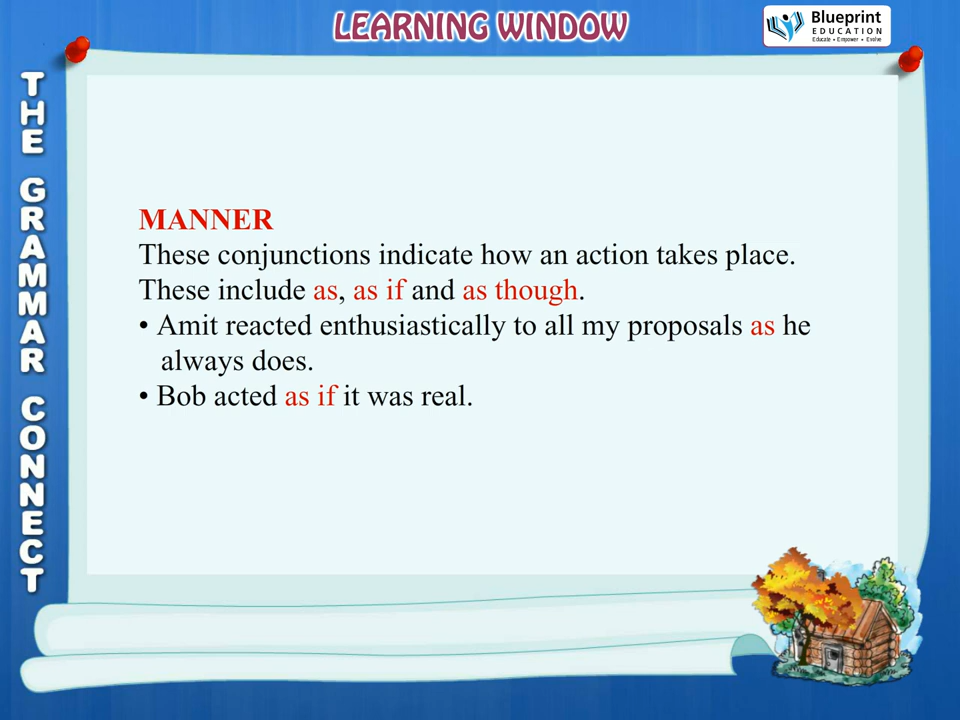 LEARNING WINDOW
Blueprint
EDUCATION
Educate • Empower • Evolve
THE GRAMMAR CONNECT
MANNER
These conjunctions indicate how an action takes place.
These include as, as if and as though.
• Amit reacted enthusiastically to all my proposals as he
always does.
• Bob acted as if it was real.